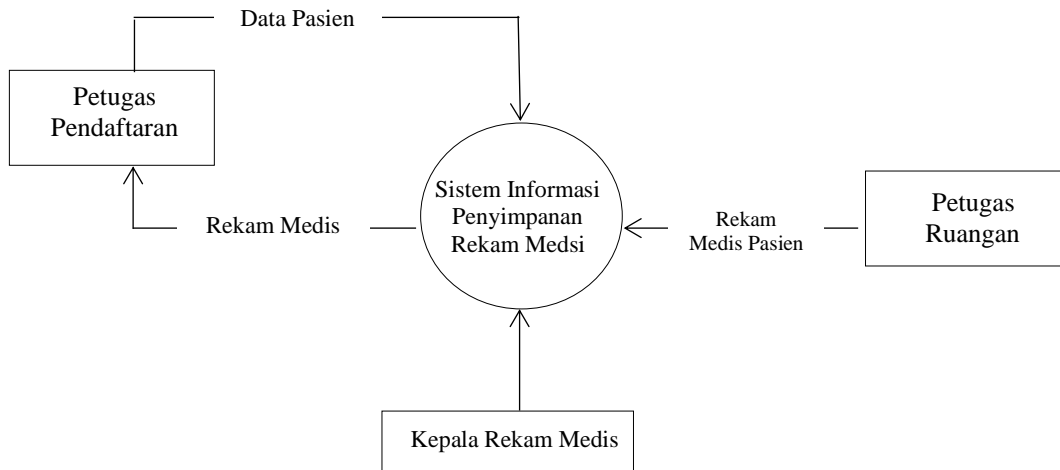 Data Pasien
Petugas
Pendaftaran
Sistem Informasi
Penyimpanan
Rekam Medsi
Rekam Medis
Rekam
Medis Pasien
Petugas
Ruangan
Kepala Rekam Medis